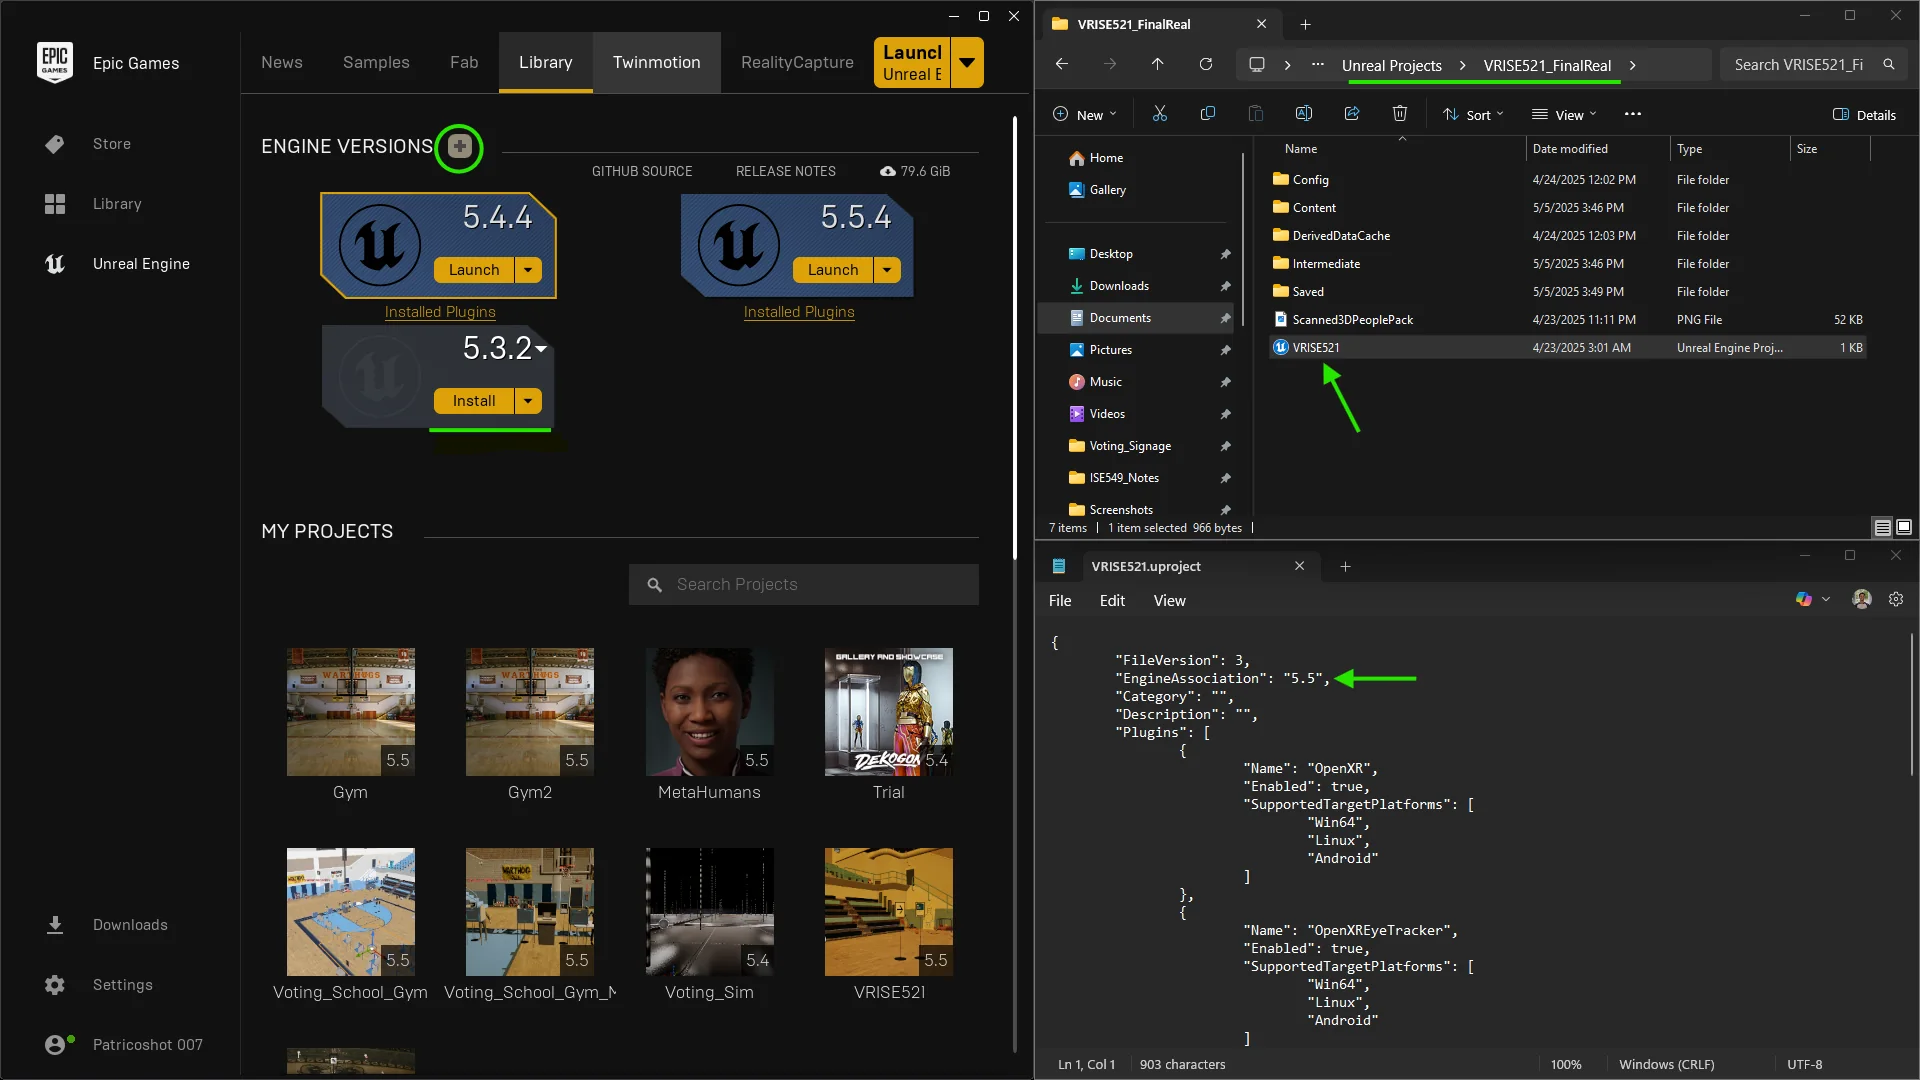 EPIC GAMES
Epic Games
Store
Library
Unreal Engine
Downloads
Settings
Patricoshot 007
News
Samples
Fab
Library
Twinmotion
RealityCapture
Launcl
Unreal E
ENGINE VERSIONS
GITHUB SOURCE
RELEASE NOTES
79.6 GiB
5.4.4
Launch
Installed Plugins
5.5.4
Launch
Installed Plugins
5.3.2
Install
MY PROJECTS
Search Projects
WARTHUGS
5.5
Gym
WARTHUGS
5.5
Gym2
5.5
MetaHumans
GALLERY AND SHOWCASE
DEKOGON
5.4
Trial
5.5
Voting_School_Gym
5.5
Voting_School_Gym_N
5.4
Voting_Sim
5.5
VRISE521
VRISE521_FinalReal
Unreal Projects > VRISE521_FinalReal >
Search VRISE521_Fi
New
Sort
View
Details
Home
Gallery
Desktop
Downloads
Documents
Pictures
Music
Videos
Voting_Signage
ISE549_Notes
Screenshots
Name Date modified Type Size
Config 4/24/2025 12:02 PM File folder
Content 5/5/2025 3:46 PM File folder
DerivedDataCache 4/24/2025 12:03 PM File folder
Intermediate 5/5/2025 3:46 PM File folder
Saved 5/5/2025 3:49 PM File folder
Scanned3DPeoplePack 4/23/2025 11:11 PM PNG File 52 KB
VRISE521 4/23/2025 3:01 AM Unreal Engine Proj... 1 KB
7 items | 1 item selected 966 bytes |
VRISE521.uproject
File Edit View
{
"FileVersion": 3,
"EngineAssociation": "5.5",
"Category": "",
"Description": "",
"Plugins": [
{
"Name": "OpenXR",
"Enabled": true,
"SupportedTargetPlatforms": [
"Win64",
"Linux",
"Android"
]
},
{
"Name": "OpenXREyeTracker",
"Enabled": true,
"SupportedTargetPlatforms": [
"Win64",
"Linux",
"Android"
]
Ln 1, Col 1 903 characters 100% Windows (CRLF) UTF-8